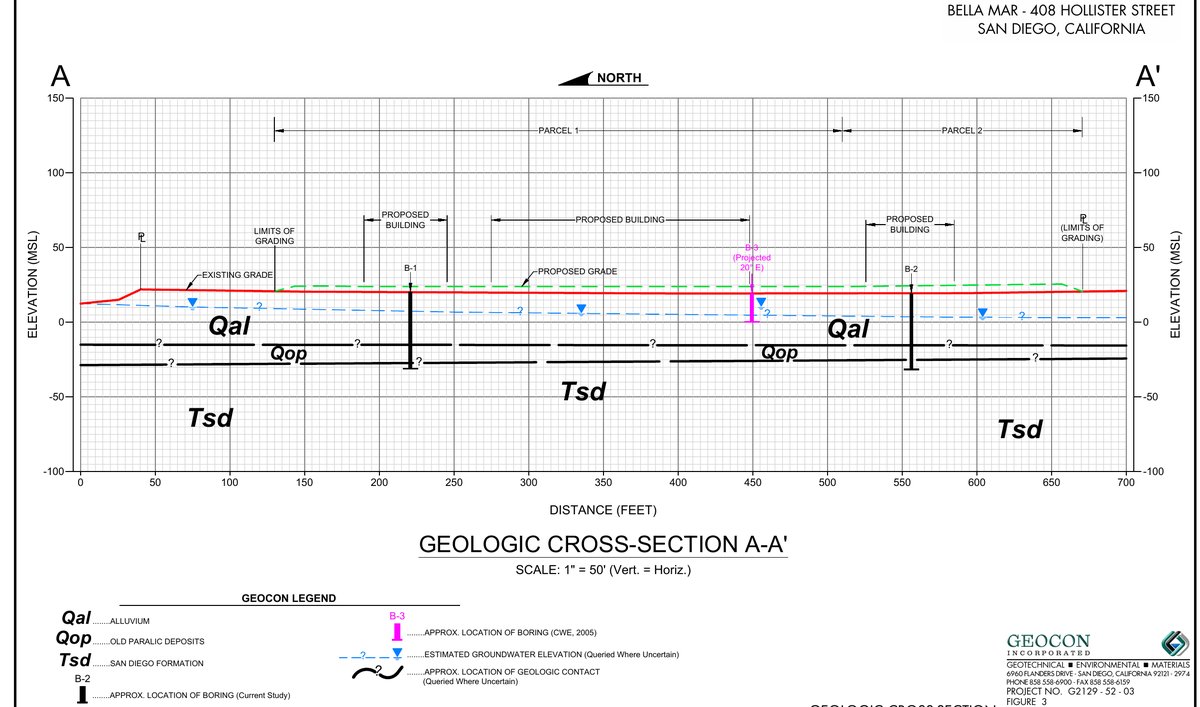 BELLA MAR - 408 HOLLISTER STREET
SAN DIEGO, CALIFORNIA
A
NORTH
A'
150
150
PARCEL 1
PARCEL 2
100
100
PROPOSED
BUILDING
PROPOSED BUILDING
PROPOSED
BUILDING
PL
LIMITS OF
GRADING
PL
(LIMITS OF
GRADING)
ELEVATION (MSL)
ELEVATION (MSL)
50
50
B-3
(Projected
20' E)
B-1
B-2
EXISTING GRADE
PROPOSED GRADE
?
?
?
?
0
0
Qal
Qal
?
?
?
?
Qop
Qop
?
?
?
-50
-50
Tsd
Tsd
Tsd
-100
-100
0
50
100
150
200
250
300
350
400
450
500
550
600
650
700
DISTANCE (FEET)
GEOLOGIC CROSS-SECTION A-A'
SCALE: 1" = 50' (Vert. = Horiz.)
GEOCON LEGEND
Qal ........ALLUVIUM
Qop ........OLD PARALIC DEPOSITS
Tsd ........SAN DIEGO FORMATION
B-2
........APPROX. LOCATION OF BORING (Current Study)
B-3
........APPROX. LOCATION OF BORING (CWE, 2005)
? ........ESTIMATED GROUNDWATER ELEVATION (Queried Where Uncertain)
? ........APPROX. LOCATION OF GEOLOGIC CONTACT
(Queried Where Uncertain)
GEOCON
INCORPORATED
GEOTECHNICAL ■ ENVIRONMENTAL ■ MATERIALS
6960 FLANDERS DRIVE - SAN DIEGO, CALIFORNIA 92121 - 2974
PHONE 858 558-6900 - FAX 858 558-6159
PROJECT NO. G2129 - 52 - 03
FIGURE 3
GEOLOGIC CROSS SECTION